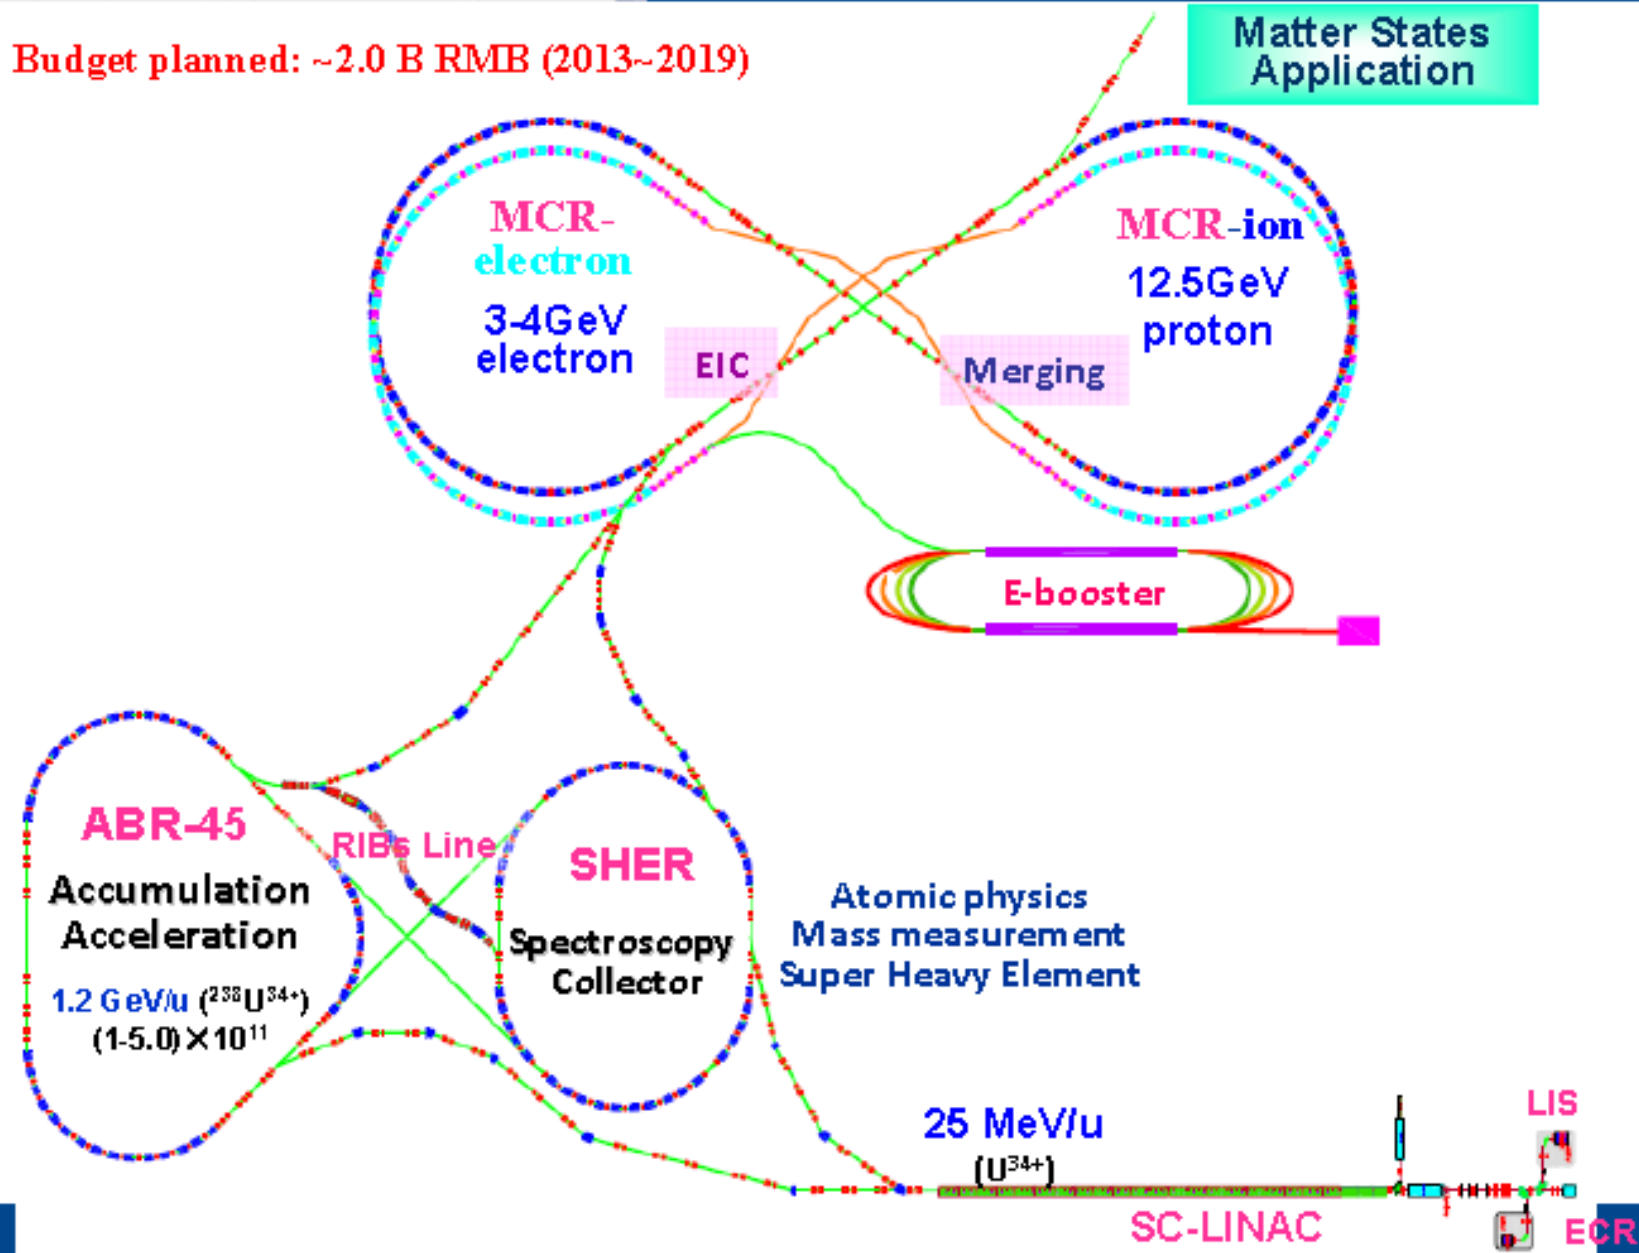 Budget planned: ~2.0 B RMB (2013~2019)
Matter States
Application
MCR-
electron
3-4GeV
electron
MCR-ion
12.5GeV
proton
EIC
Merging
E-booster
ABR-45
Accumulation
Acceleration
1.2 GeV/u (²³⁸U³⁴⁺)
(1-5.0)×10¹¹
RIBs Line
SHER
Spectroscopy
Collector
Atomic physics
Mass measurement
Super Heavy Element
25 MeV/u
(U³⁴⁺)
SC-LINAC
LIS
ECR